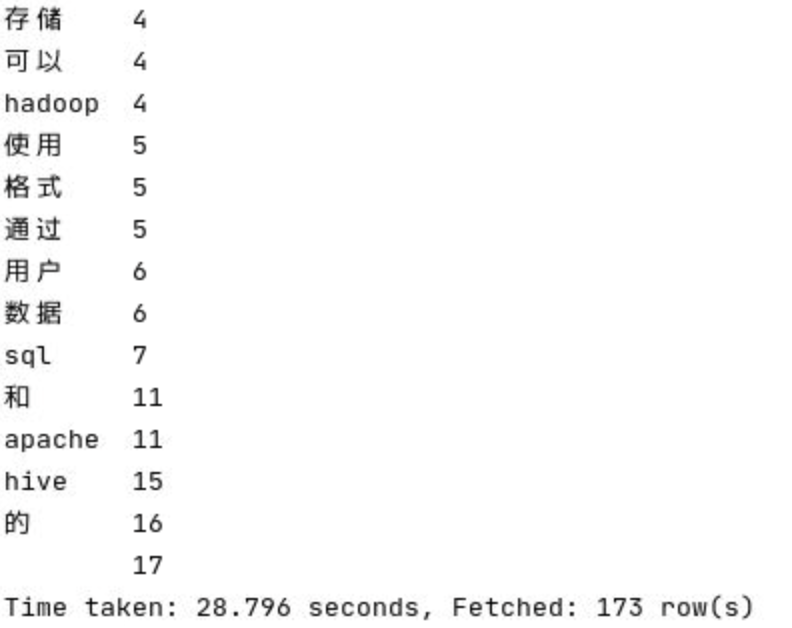 存储 4
可以 4
hadoop 4
使用 5
格式 5
通过 5
用户 6
数据 6
sql 7
和 11
apache 11
hive 15
的 16
17
Time taken: 28.796 seconds, Fetched: 173 row(s)